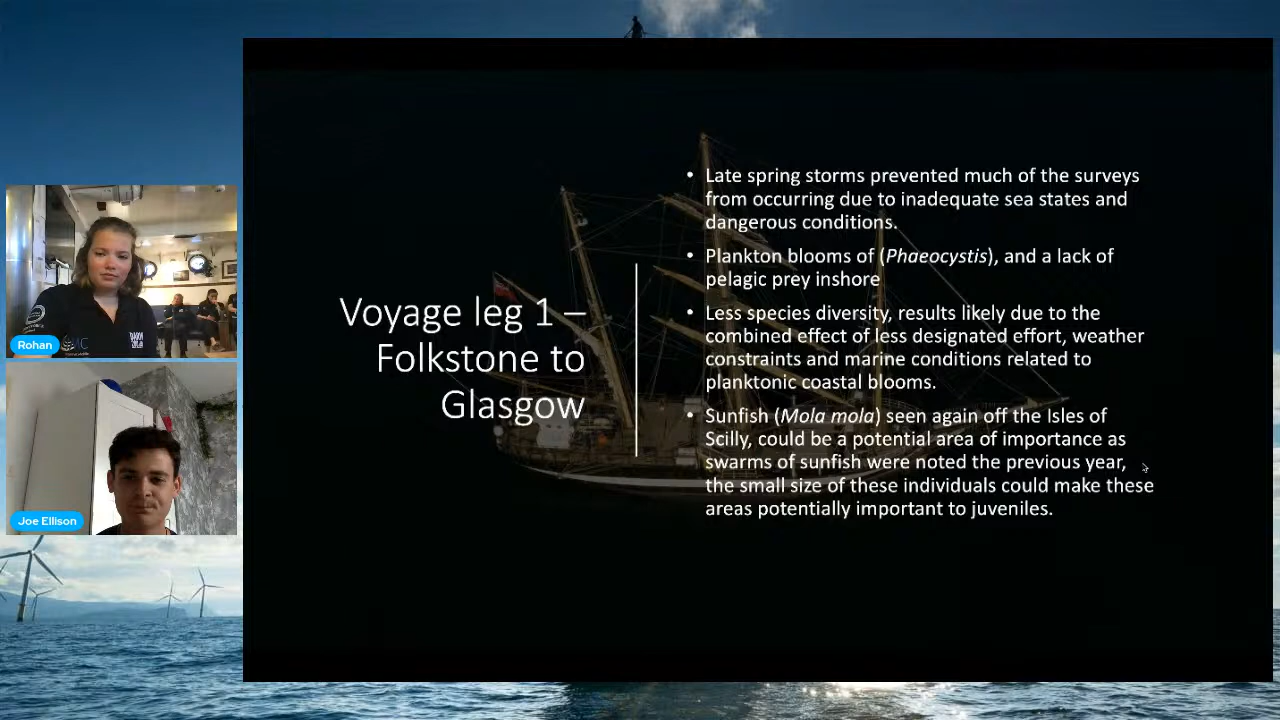 Voyage leg 1 –
Folkstone to
Glasgow
• Late spring storms prevented much of the surveys
from occurring due to inadequate sea states and
dangerous conditions.
• Plankton blooms of (Phaeocystis), and a lack of
pelagic prey inshore
• Less species diversity, results likely due to the
combined effect of less designated effort, weather
constraints and marine conditions related to
planktonic coastal blooms.
• Sunfish (Mola mola) seen again off the Isles of
Scilly, could be a potential area of importance as
swarms of sunfish were noted the previous year,
the small size of these individuals could make these
areas potentially important to juveniles.
Rohan
Joe Ellison